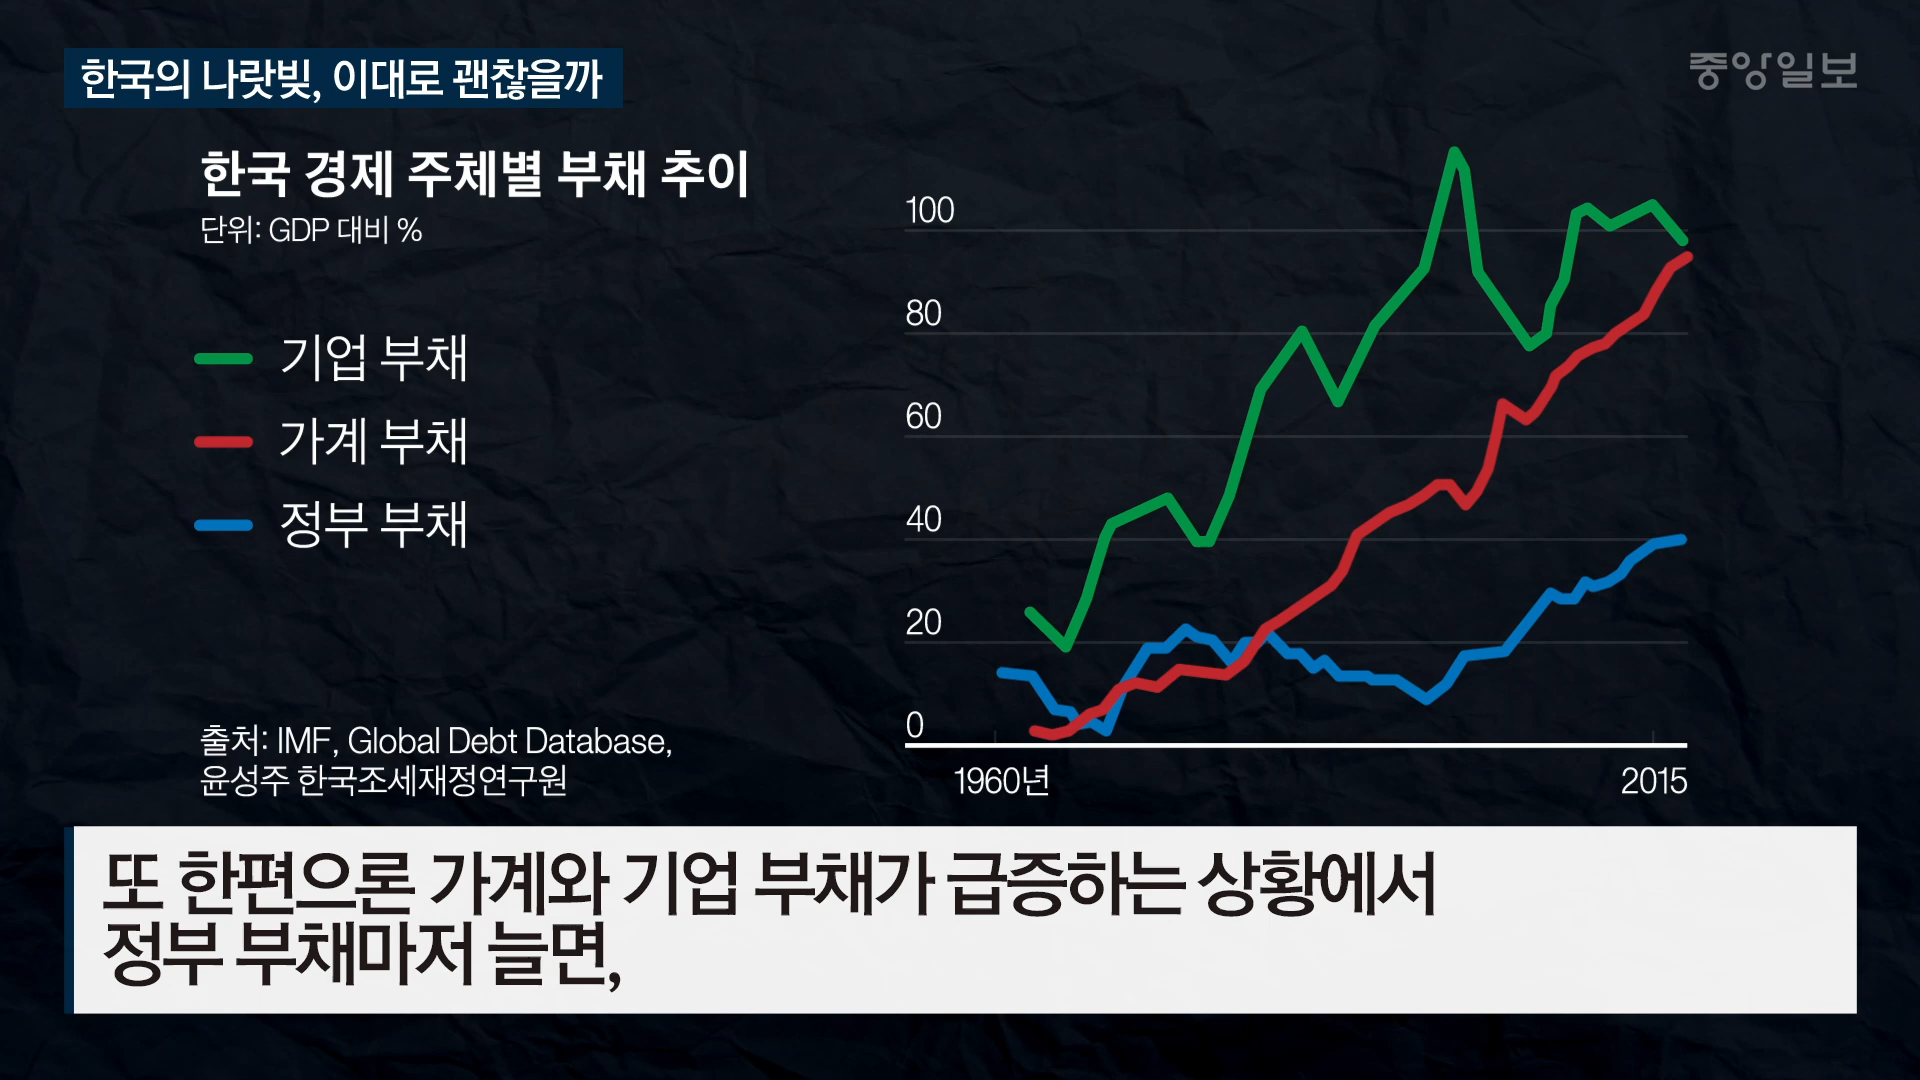 한국의 나랏빚, 이대로 괜찮을까
중앙일보
한국 경제 주체별 부채 추이
단위: GDP 대비 %
기업 부채
가계 부채
정부 부채
100
80
60
40
20
0
1960년
2015
출처: IMF, Global Debt Database,
윤성주 한국조세재정연구원
또 한편으론 가계와 기업 부채가 급증하는 상황에서
정부 부채마저 늘면,